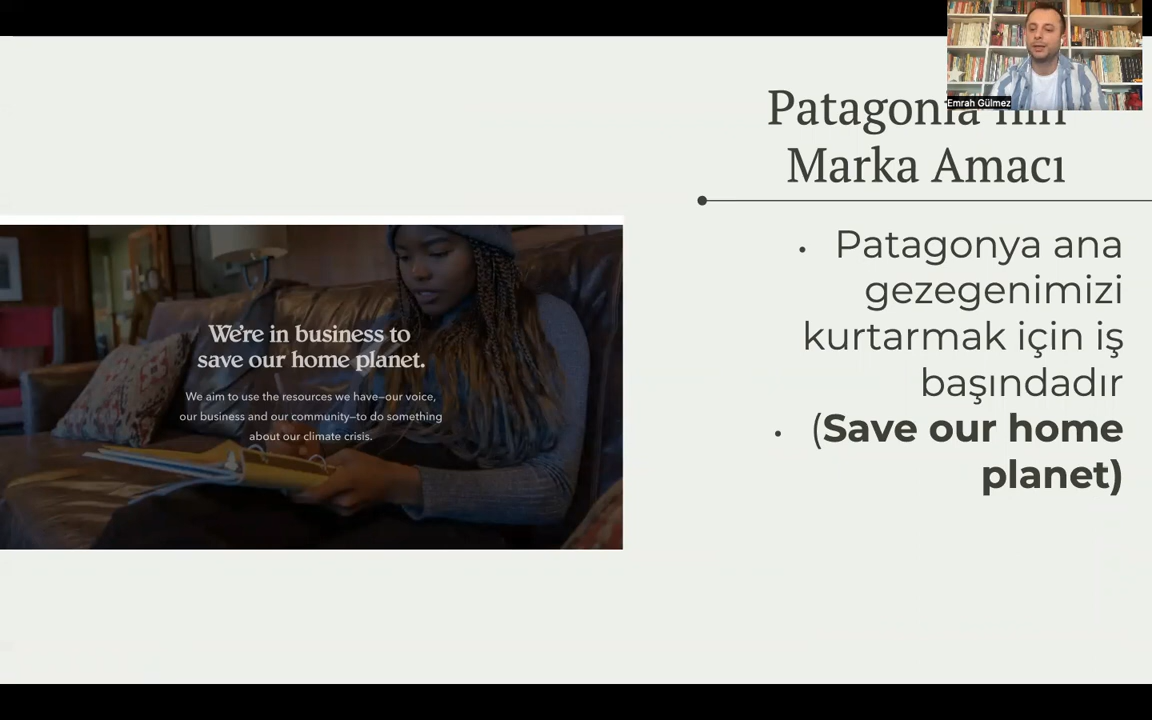 Emrah Gülmez
Patagonia'nın
Marka Amacı
We're in business to
save our home planet.
We aim to use the resources we have—our voice,
our business and our community—to do something
about our climate crisis.
• Patagonya ana
gezegenimizi
kurtarmak için iş
başındadır
• (Save our home
planet)